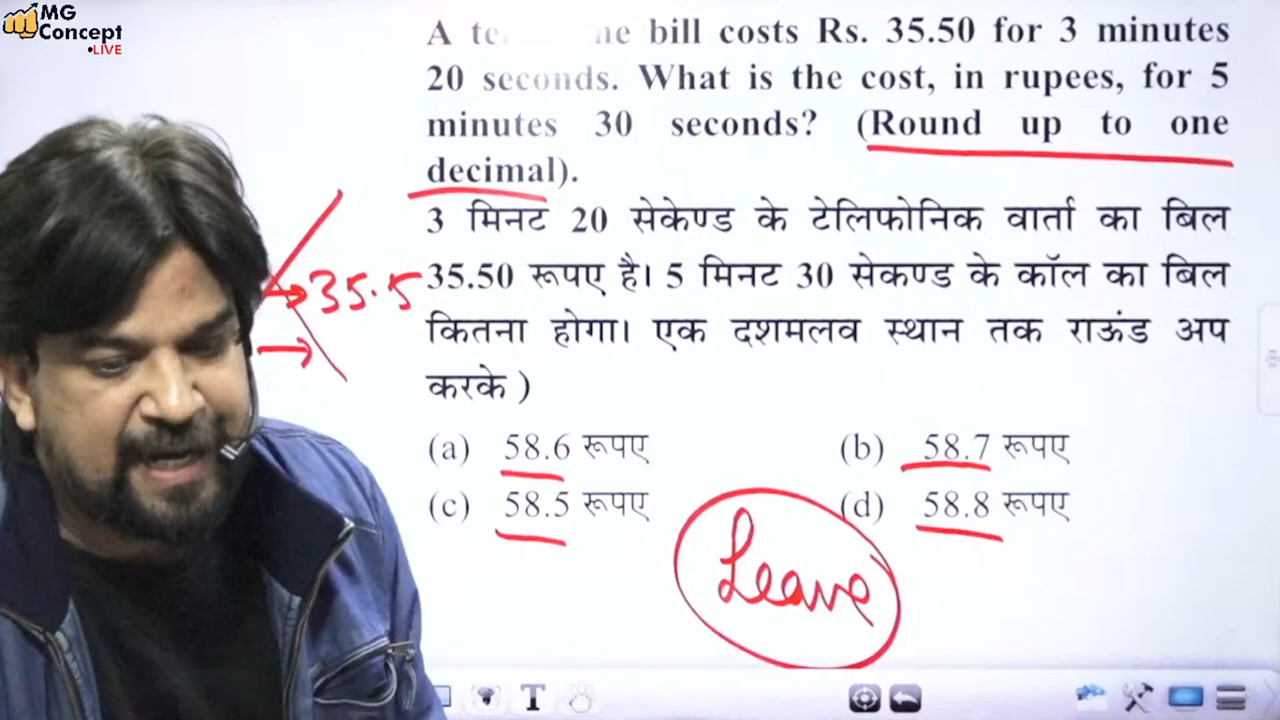 MG
Concept
•LIVE
A te ne bill costs Rs. 35.50 for 3 minutes
20 seconds. What is the cost, in rupees, for 5
minutes 30 seconds? (Round up to one
decimal).
3 मिनट 20 सेकेण्ड के टेलिफोनिक वार्ता का बिल
35.5
35.50 रूपए है। 5 मिनट 30 सेकण्ड के कॉल का बिल
कितना होगा। एक दशमलव स्थान तक राऊंड अप
करके )
(a) 58.6 रूपए (b) 58.7 रूपए
(c) 58.5 रूपए (d) 58.8 रूपए
Leave
T